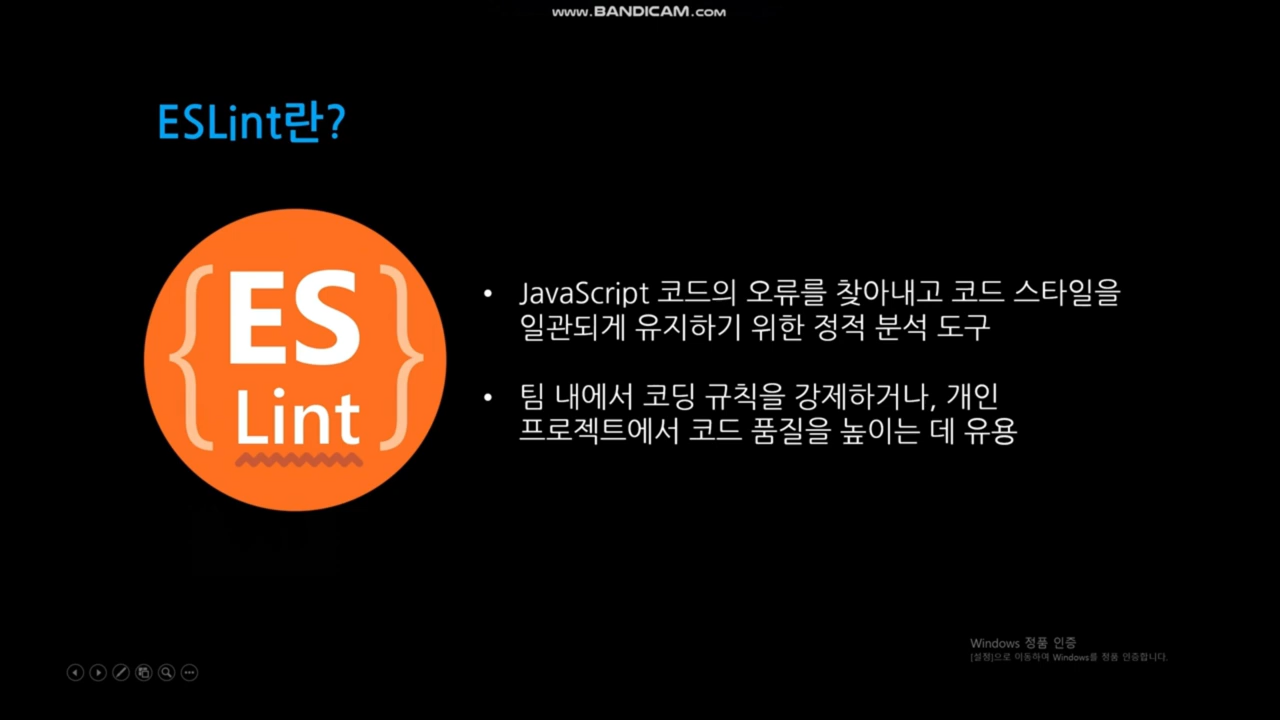 www.BANDICAM.com
ESLint란?
{ES
Lint}
• JavaScript 코드의 오류를 찾아내고 코드 스타일을
일관되게 유지하기 위한 정적 분석 도구
• 팀 내에서 코딩 규칙을 강제하거나, 개인
프로젝트에서 코드 품질을 높이는 데 유용
Windows 정품 인증
[설정]으로 이동하여 Windows를 정품 인증합니다.